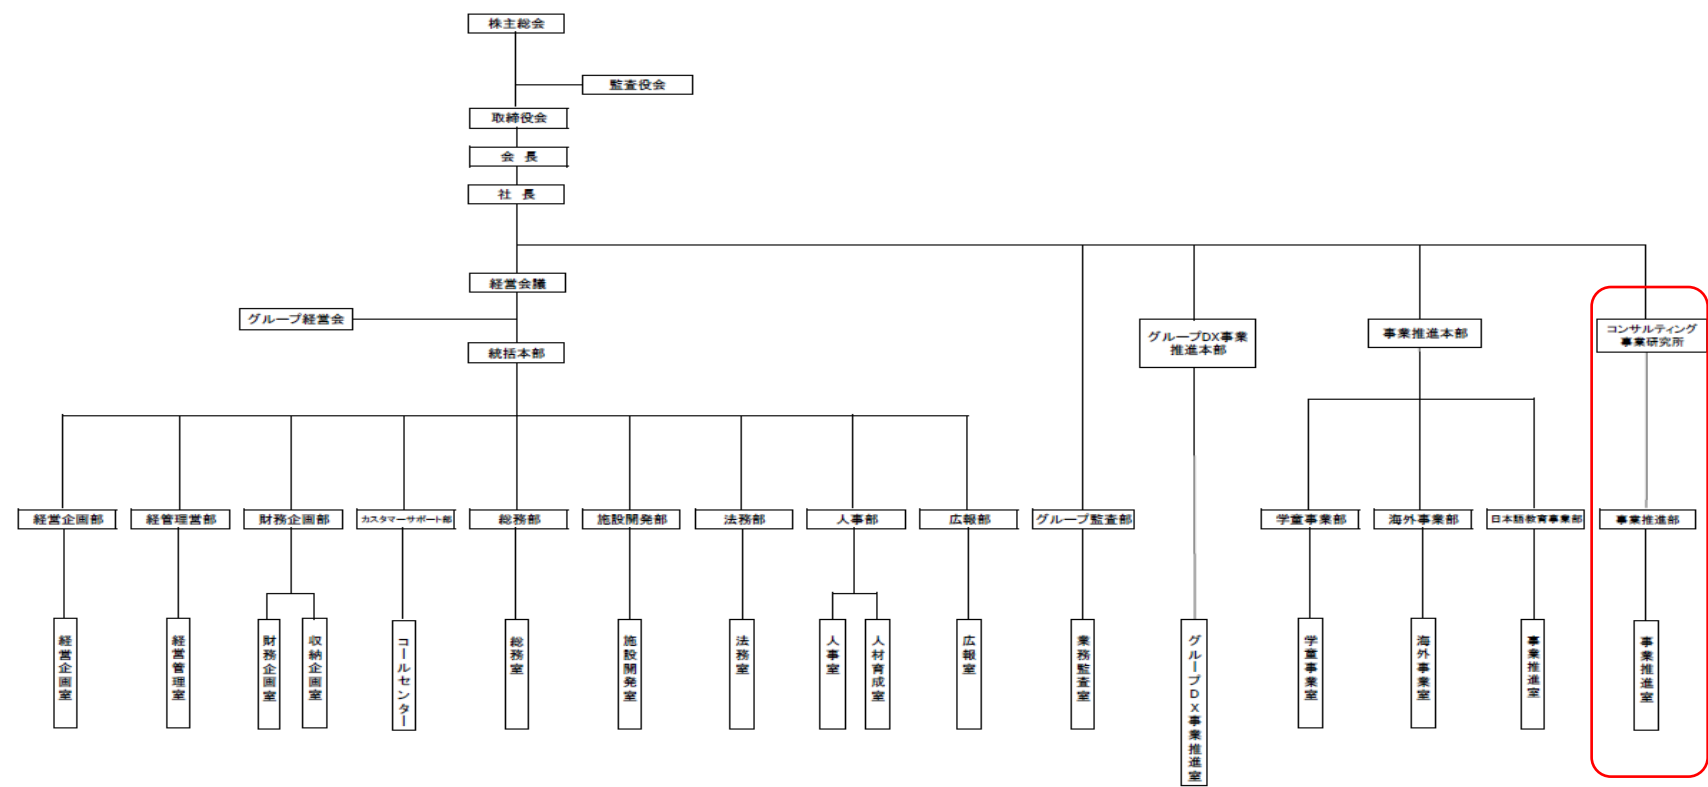 株主総会
監査役会
取締役会
会 長
社 長
経営会議
グループ経営会
統括本部
グループDX事業
推進本部
事業推進本部
コンサルティング
事業研究所
経営企画部
経管理営部
財務企画部
カスタマーサポート部
総務部
施設開発部
法務部
人事部
広報部
グループ監査部
学童事業部
海外事業部
日本語教育事業部
事業推進部
経営企画室
経営管理室
財務企画室
収納企画室
コールセンター
総務室
施設開発室
法務室
人事室
人材育成室
広報室
業務監査室
グループDX事業推進室
学童事業室
海外事業室
事業推進室
事業推進室